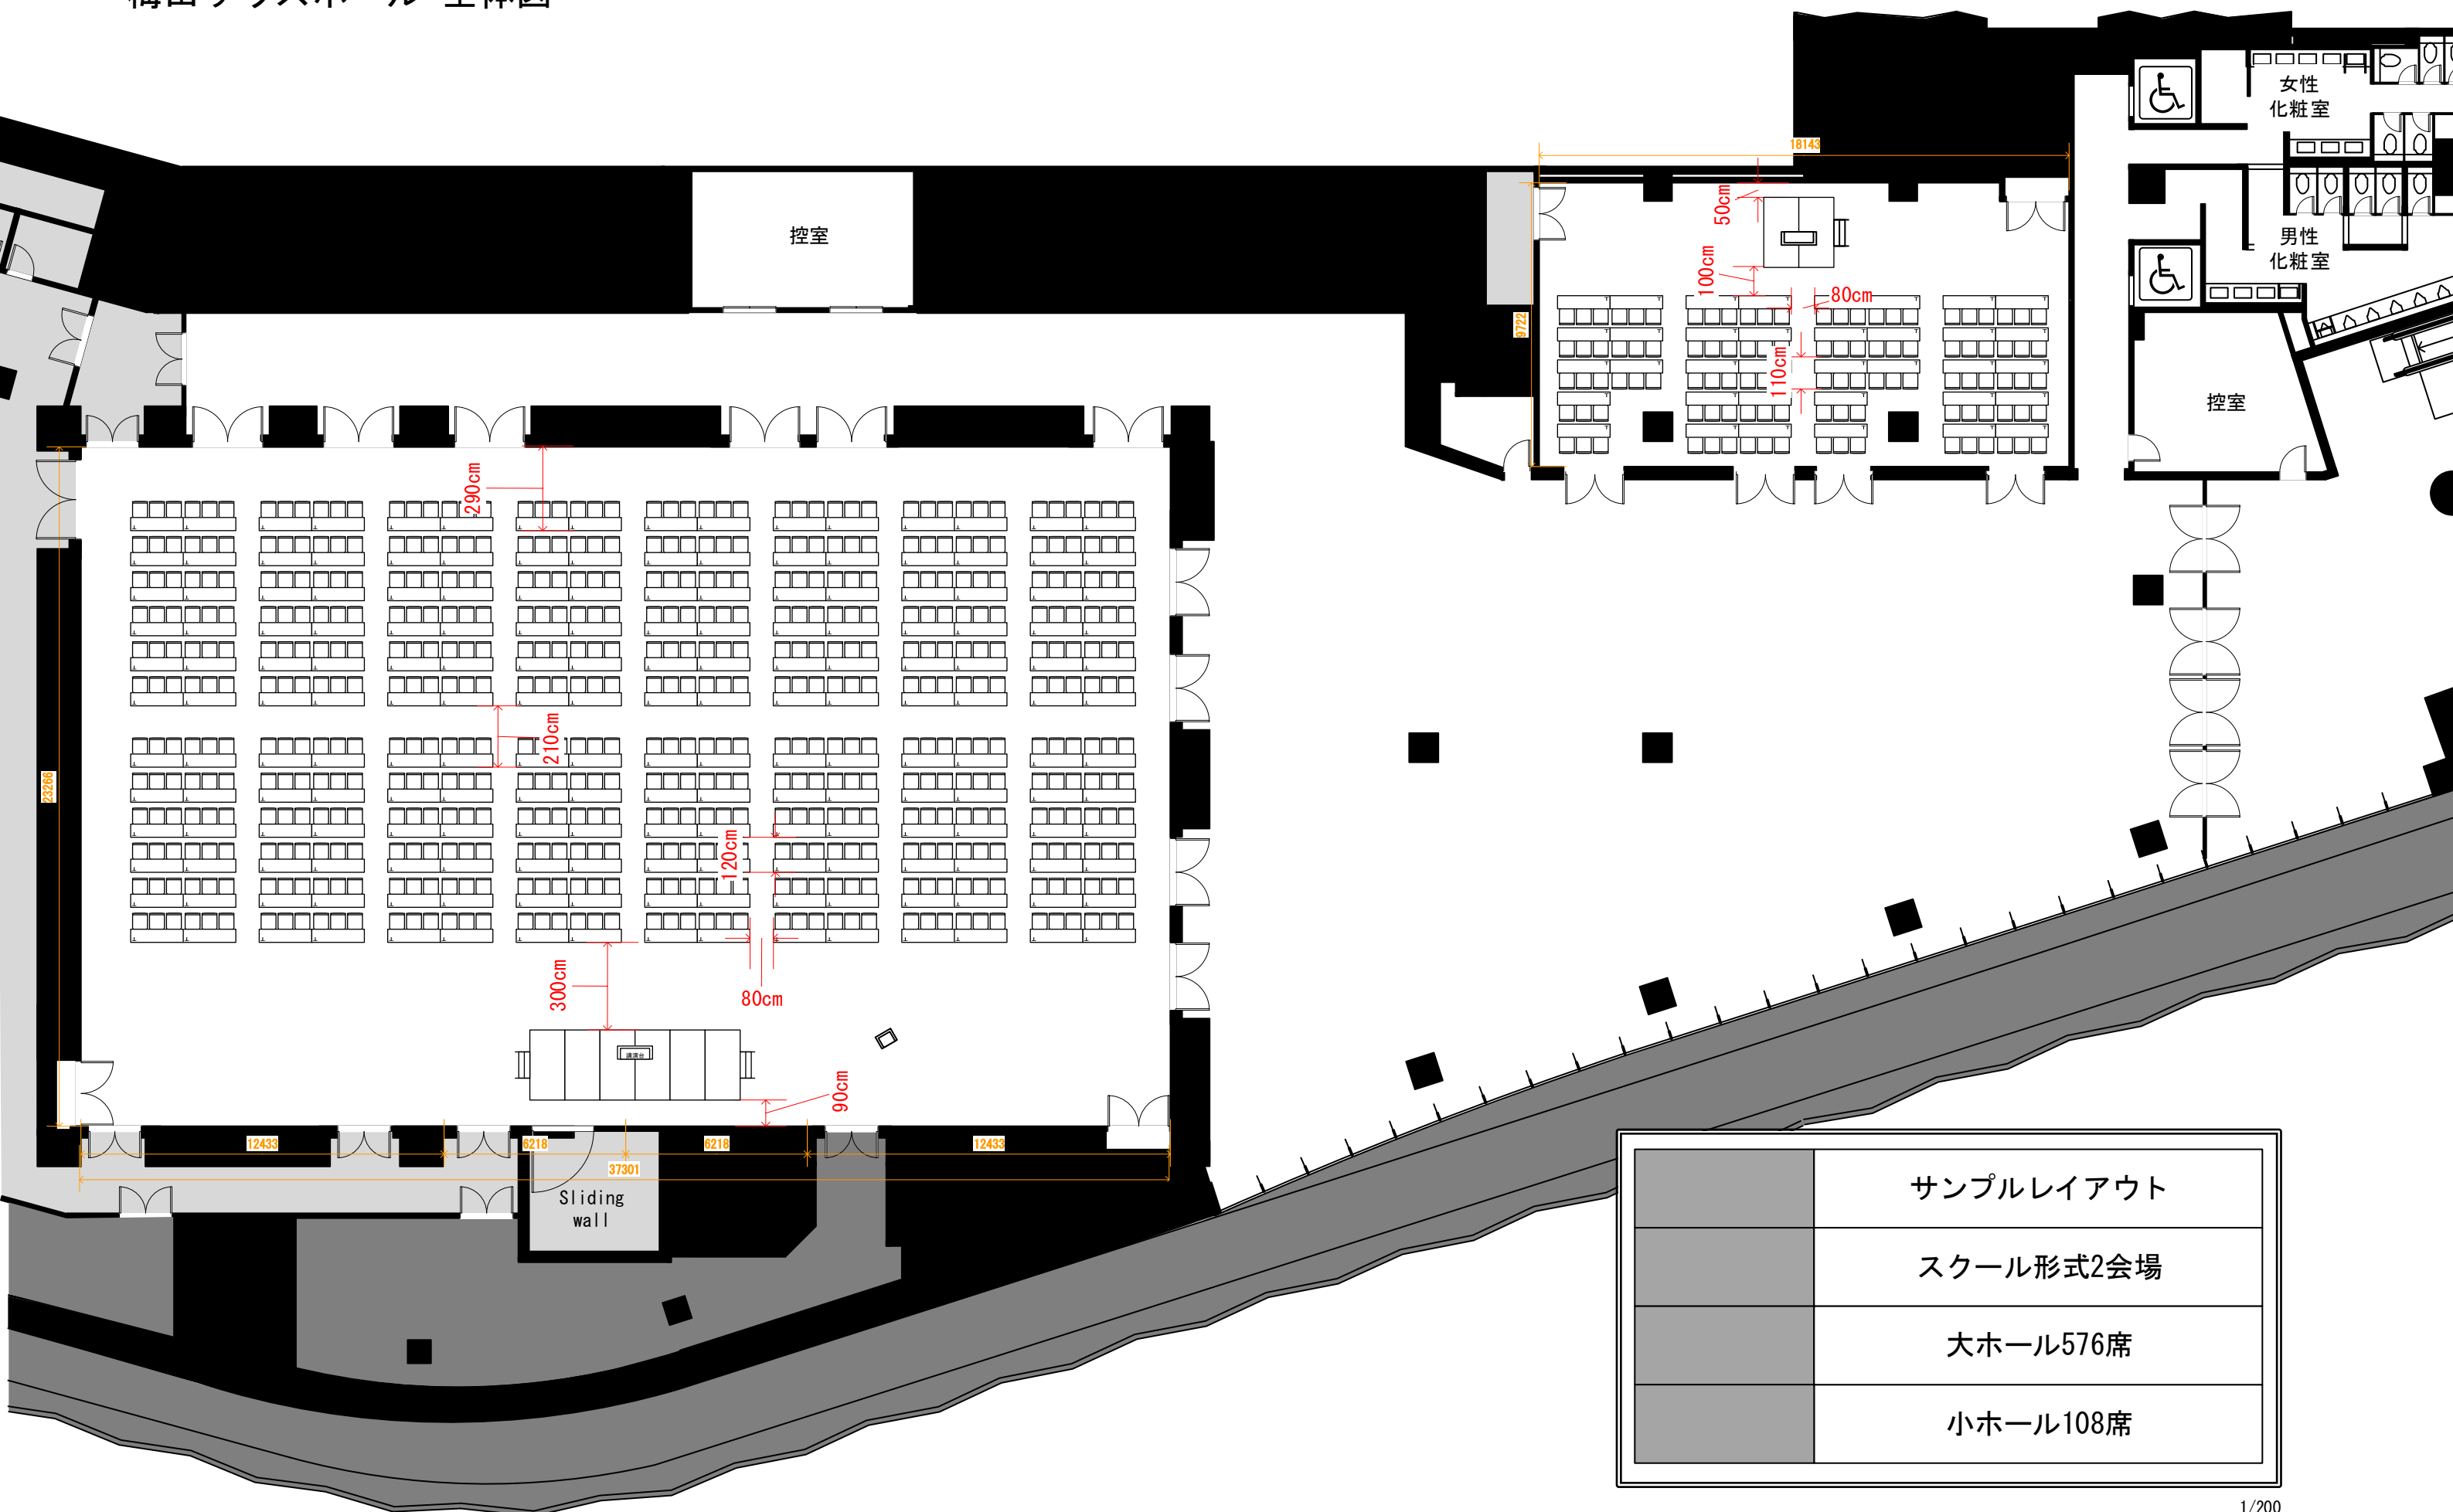 18143
女性
化粧室
50cm
控室
男性
化粧室
100cm
80cm
9722
110cm
控室
290cm
210cm
23266
120cm
300cm
80cm
講演台
90cm
12433
6218
6218
12433
37301
Sliding
wall
サンプルレイアウト
スクール形式2会場
大ホール576席
小ホール108席
1/200